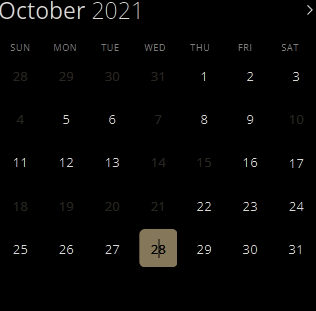 October 2021 >
SUN MON TUE WED THU FRI SAT
28 29 30 31 1 2 3
4 5 6 7 8 9 10
11 12 13 14 15 16 17
18 19 20 21 22 23 24
25 26 27 28 29 30 31